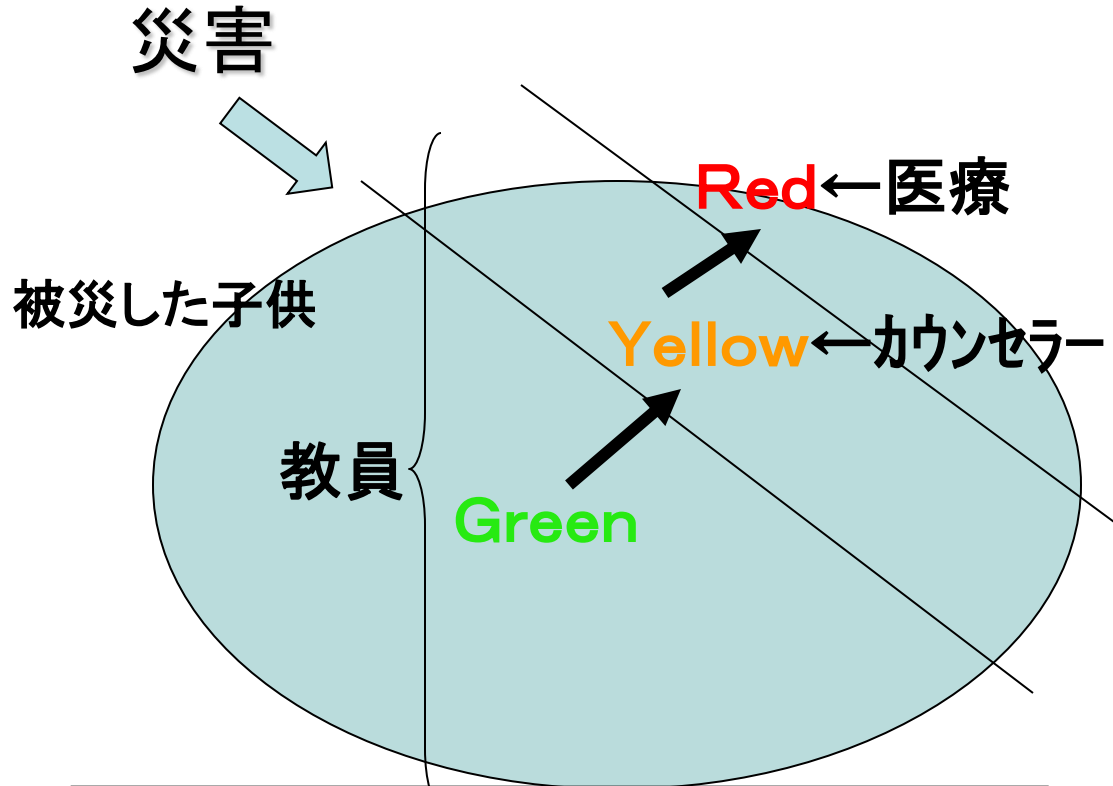 災害
Red←医療
被災した子供
Yellow←カウンセラー
教員
Green